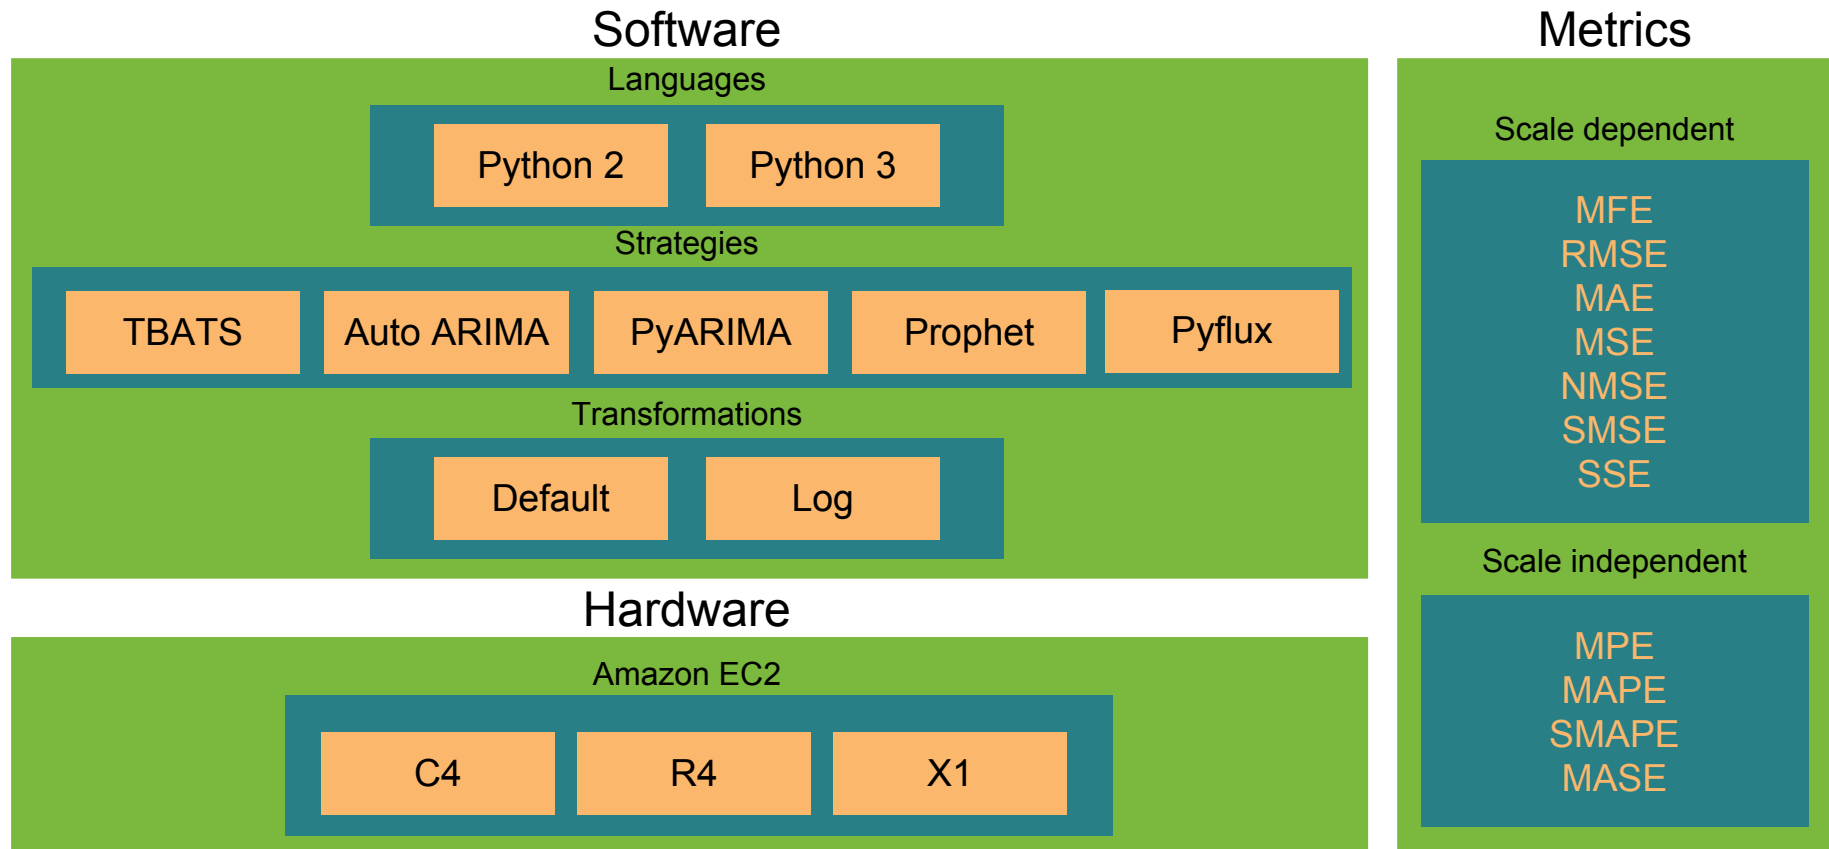 Software
Languages
Python 2
Python 3
Strategies
TBATS
Auto ARIMA
PyARIMA
Prophet
Pyflux
Transformations
Default
Log
Hardware
Amazon EC2
C4
R4
X1
Metrics
Scale dependent
MFE
RMSE
MAE
MSE
NMSE
SMSE
SSE
Scale independent
MPE
MAPE
SMAPE
MASE